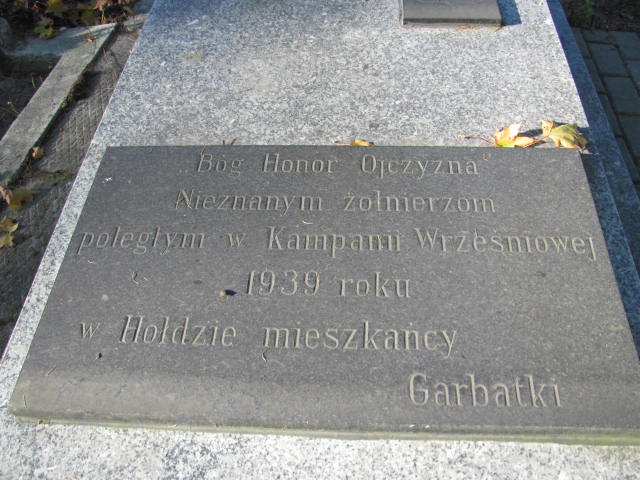 „Bóg Honor Ojczyzna"
Nieznanym żołnierzom
poległym w Kampanii Wrześniowej
1939 roku
w Hołdzie mieszkańcy
Garbatki